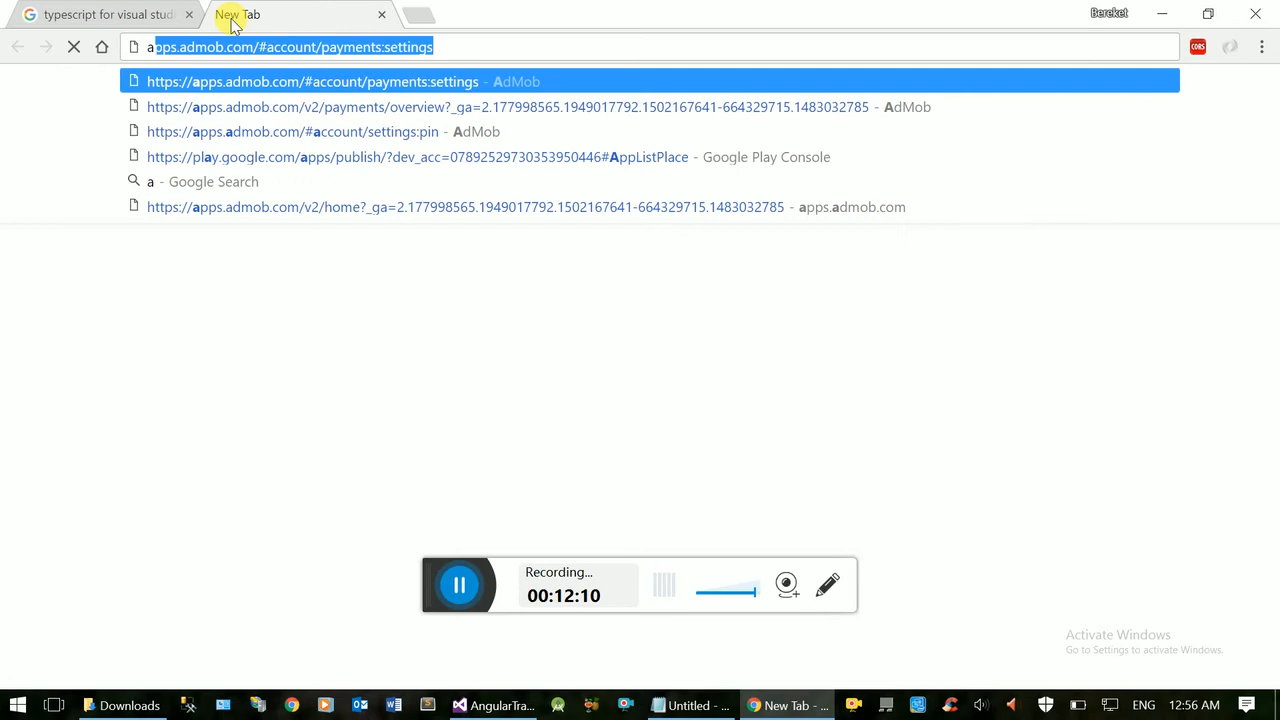 typescript for visual studi
New Tab
Bereket
apps.admob.com/#account/payments:settings
CORS
https://apps.admob.com/#account/payments:settings - AdMob
https://apps.admob.com/v2/payments/overview?_ga=2.177998565.1949017792.1502167641-664329715.1483032785 - AdMob
https://apps.admob.com/#account/settings:pin - AdMob
https://play.google.com/apps/publish/?dev_acc=07892529730353950446#AppListPlace - Google Play Console
a - Google Search
https://apps.admob.com/v2/home?_ga=2.177998565.1949017792.1502167641-664329715.1483032785 - apps.admob.com
Recording...
00:12:10
Activate Windows
Go to Settings to activate Windows.
Downloads
AngularTra...
Untitled - ...
New Tab - ...
ENG
12:56 AM